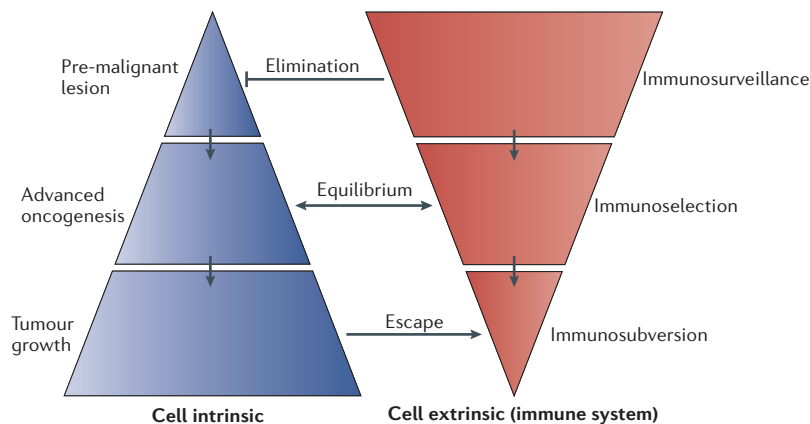 Pre-malignant
lesion
Elimination
Immunosurveillance
Advanced
oncogenesis
Equilibrium
Immunoselection
Tumour
growth
Escape
Immunosubversion
Cell intrinsic
Cell extrinsic (immune system)